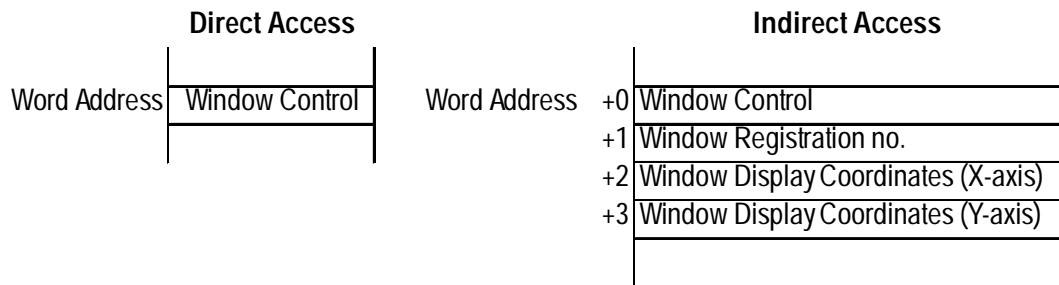 Direct Access
Indirect Access
Word Address Window Control
Word Address +0 Window Control
+1 Window Registration no.
+2 Window Display Coordinates (X-axis)
+3 Window Display Coordinates (Y-axis)